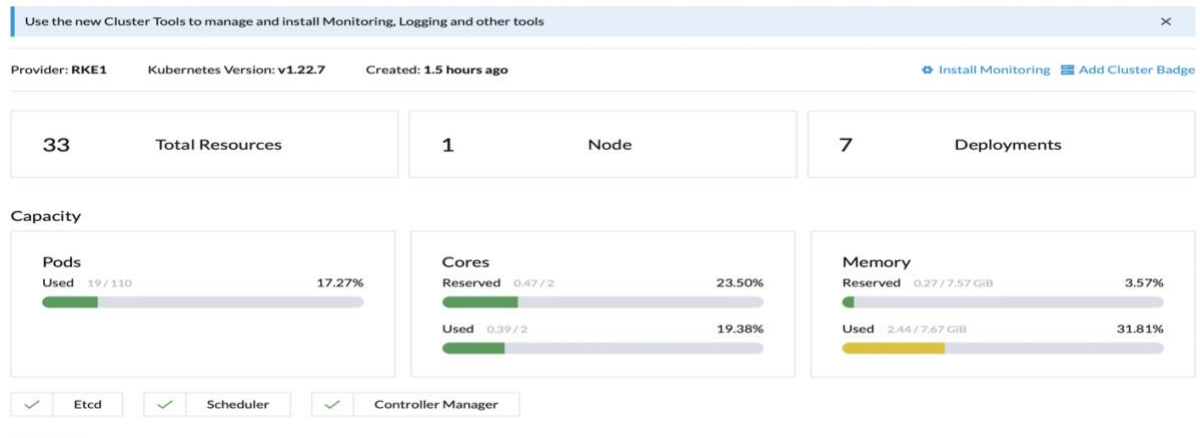 Use the new Cluster Tools to manage and install Monitoring, Logging and other tools ×
Provider: RKE1 Kubernetes Version: v1.22.7 Created: 1.5 hours ago Install Monitoring Add Cluster Badge
33 Total Resources 1 Node 7 Deployments
Capacity
Pods
Used 19 / 110 17.27%
Cores
Reserved 0.47 / 2 23.50%
Used 0.39 / 2 19.38%
Memory
Reserved 0.27 / 7.57 GiB 3.57%
Used 2.44 / 7.67 GiB 31.81%
Etcd Scheduler Controller Manager